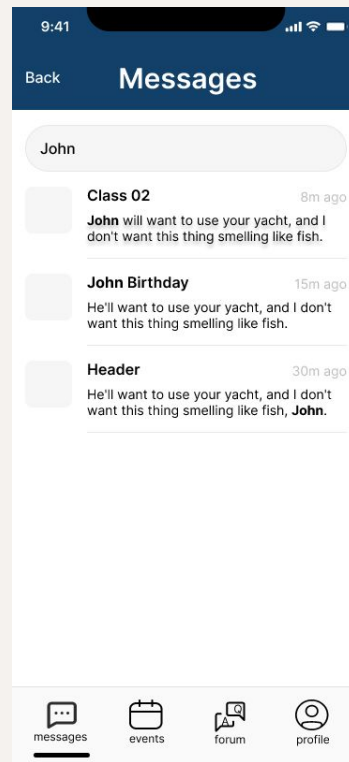 9:41
Back Messages
John
Class 02 8m ago
John will want to use your yacht, and I
don't want this thing smelling like fish.
John Birthday 15m ago
He'll want to use your yacht, and I don't
want this thing smelling like fish.
Header 30m ago
He'll want to use your yacht, and I don't
want this thing smelling like fish, John.
Q
A
messages events forum profile